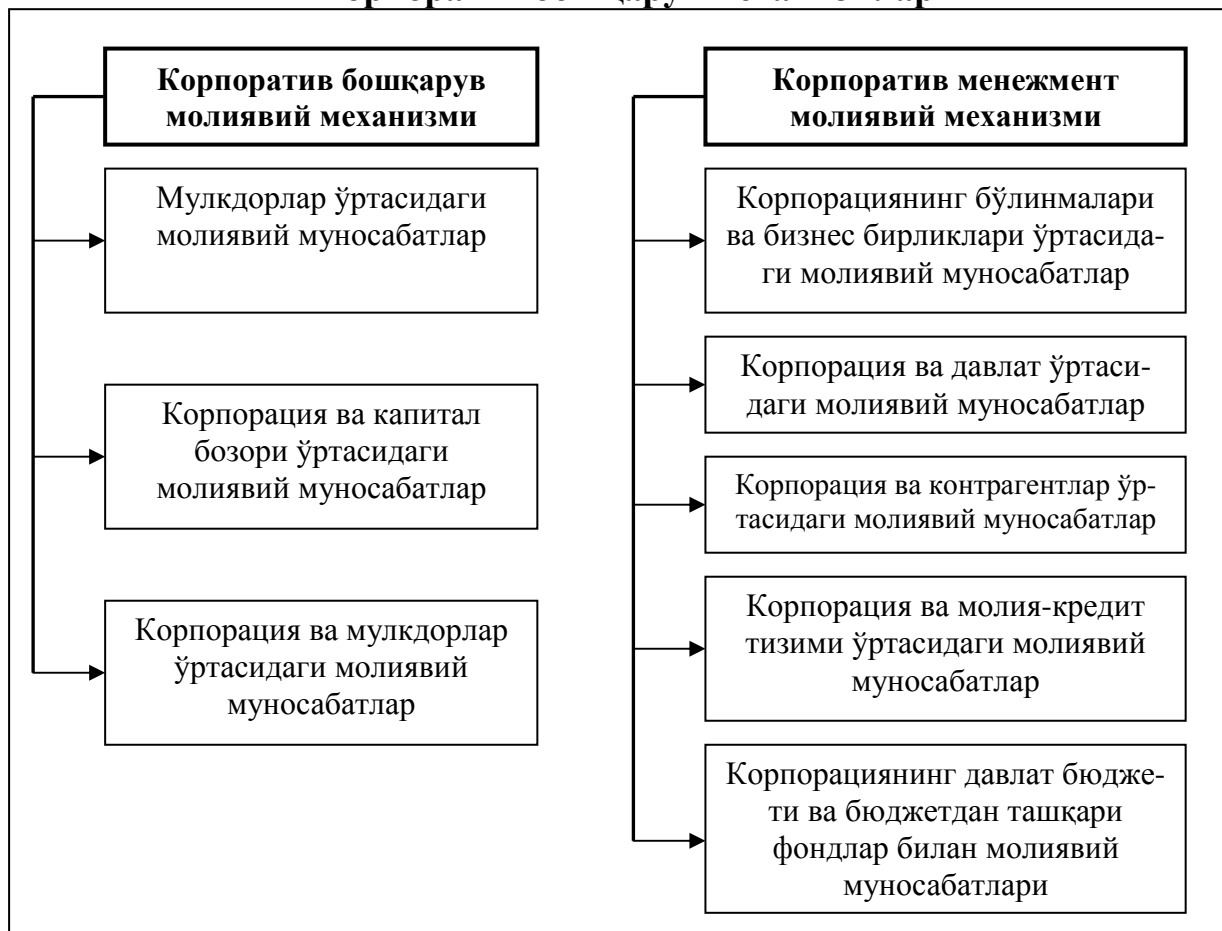 Корпоратив бошқарув
молиявий механизми
Мулкдорлар ўртасидаги
молиявий муносабатлар
Корпорация ва капитал
бозори ўртасидаги
молиявий муносабатлар
Корпорация ва мулкдорлар
ўртасидаги молиявий
муносабатлар
Корпоратив менежмент
молиявий механизми
Корпорациянинг бўлинмалари
ва бизнес бирликлари ўртасида-
ги молиявий муносабатлар
Корпорация ва давлат ўртаси-
даги молиявий муносабатлар
Корпорация ва контрагентлар ўр-
тасидаги молиявий муносабатлар
Корпорация ва молия-кредит
тизими ўртасидаги молиявий
муносабатлар
Корпорациянинг давлат бюдже-
ти ва бюджетдан ташқари
фондлар билан молиявий
муносабатлари